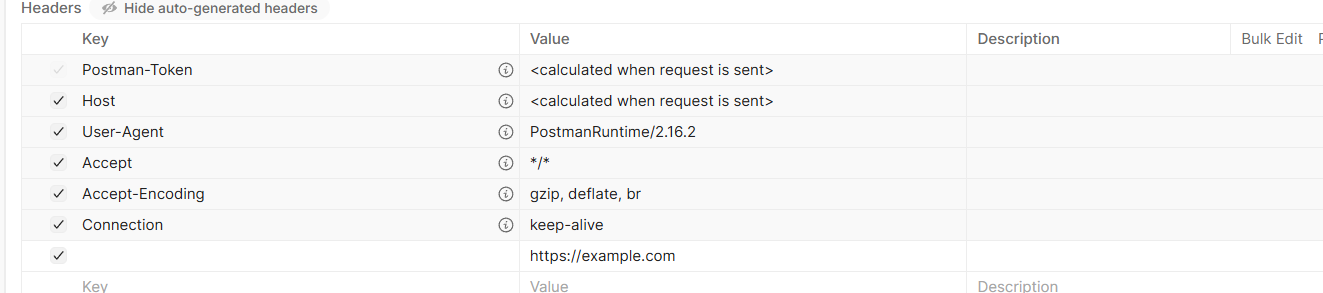 Headers Hide auto-generated headers
Key Value Description Bulk Edit
Postman-Token <calculated when request is sent>
Host <calculated when request is sent>
User-Agent PostmanRuntime/2.16.2
Accept */*
Accept-Encoding gzip, deflate, br
Connection keep-alive
https://example.com
Key Value Description